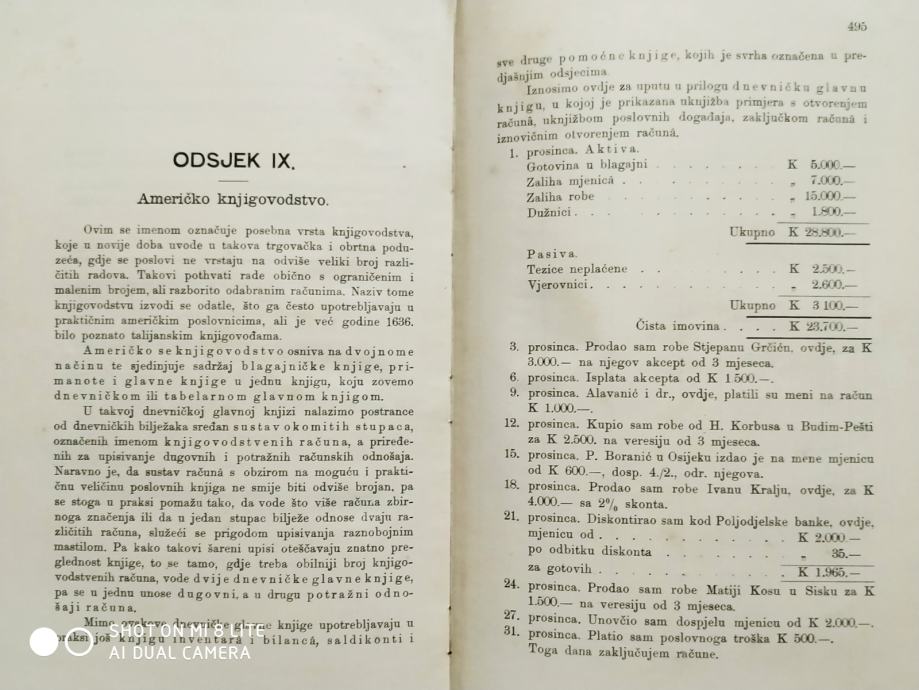 ODSJEK IX.
Američko knjigovodstvo.
Ovim se imenom označuje posebna vrsta knjigovodstva,
koje u novije doba uvode u takova trgovačka i obrtna podu-
zeća, gdje se poslovi ne vrstaju na odviše veliki broj razli-
čitih radova. Takovi pothvati rade obično s ograničenim i
malenim brojem, ali razborito odabranim računima. Naziv tome
knjigovodstvu izvodi se odatle, što ga često upotrebljavaju u
praktičnim američkim poslovnicima, ali je već godine 1636.
bilo poznato talijanskim knjigovođama.
Američko se knjigovodstvo osniva na dvojnome
načinu te sjedinjuje sadržaj blagajničke knjige, pri-
manote i glavne knjige u jednu knjigu, koju zovemo
dnevničkom ili tabelarnom glavnom knjigom.
U takvoj dnevničkoj glavnoj knjizi nalazimo postrance
od dnevničkih bilježaka sređan sustav okomitih stupaca,
označenih imenom knjigovodstvenih računa, a priređe-
nih za upisivanje dugovnih i potražnih računskih odnošaja.
Naravno je, da sustav računâ s obzirom na moguću i prakti-
čnu veličinu poslovnih knjiga ne smije biti odviše brojan, pa
se stoga u praksi pomažu tako, da vode što više računa zbir-
noga značenja ili da u jedan stupac bilježe odnose dvaju ra-
zličitih računa, služeći se prigodom upisivanja raznobojnim
mastilom. Pa kako takovi šareni upisi otešćavaju znatno pre-
glednost knjige, to se tamo, gdje treba obilniji broj knjigo-
vodstvenih računa, vode dvije dnevničke glavne knjige,
pa se u jednu unose dugovni, a u drugu potražni odno-
šaji računa.
Mimo ovakove dnevničke glavne knjige upotrebljavaju u
praksi još knjigu inventarâ i bilancâ, saldikonti i
SHOT ON MI 8 LITE
AI DUAL CAMERA
495
sve druge pomoćne knjige, kojih je svrha označena u pre-
djašnjim odsjecima.
Iznosimo ovdje za uputu u prilogu dnevničku glavnu
knjigu, u kojoj je prikazana uknjižba primjera s otvorenjem
računâ, uknjižbom poslovnih događaja, zaključkom računâ i
iznovičnim otvorenjem računâ.
1. prosinca. Aktiva.
Gotovina u blagajni . . . . . . . . K 5.000.—
Zaliha mjenicâ . . . . . . . . . „ 7.000.—
Zaliha robe . . . . . . . . . „ 15.000.—
Dužnici . . . . . . . . . . „ 1.800.—
Ukupno K 28.800.—
Pasiva.
Tezice neplaćene . . . . . . . K 2.500.—
Vjerovnici . . . . . . . . . „ 2.600.—
Ukupno K 3 100.—
Čista imovina . . . . K 23.700.—
3. prosinca. Prodao sam robe Stjepanu Grčiću, ovdje, za K
3.000.— na njegov akcept od 3 mjeseca.
6. prosinca. Isplata akcepta od K 1 500.—.
9. prosinca. Alavanić i dr., ovdje, platili su meni na račun
K 1.000.—.
12. prosinca. Kupio sam robe od H. Korbusa u Budim-Pešti
za K 2.500. na veresiju od 3 mjeseca.
15. prosinca. P. Boranić u Osijeku izdao je na mene mjenicu
od K 600.—, dosp. 4./2., odr. njegova.
18. prosinca. Prodao sam robe Ivanu Kralju, ovdje, za K
4.000.— sa 2% skonta.
21. prosinca. Diskontirao sam kod Poljodjelske banke, ovdje,
mjenicu od . . . . . . . . . K 2.000 —
po odbitku diskonta . . . . . . . „ 35.—
za gotovih . . . . . . . . . K 1.965.—
24. prosinca. Prodao sam robe Matiji Kosu u Sisku za K
1.500.— na veresiju od 3 mjeseca.
27. prosinca. Unovčio sam dospjelu mjenicu od K 2.000.—.
31. prosinca. Platio sam poslovnoga troška K 500.—.
Toga dana zaključujem račune.